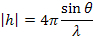 |h| = 4π sin θ / λ